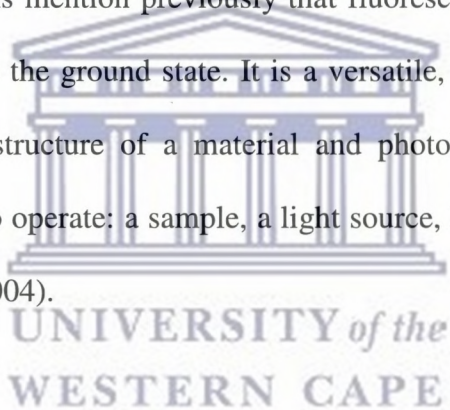 s mention previously that fluoresc
the ground state. It is a versatile,
structure of a material and photo
operate: a sample, a light source,
004).
UNIVERSITY of the
WESTERN CAPE